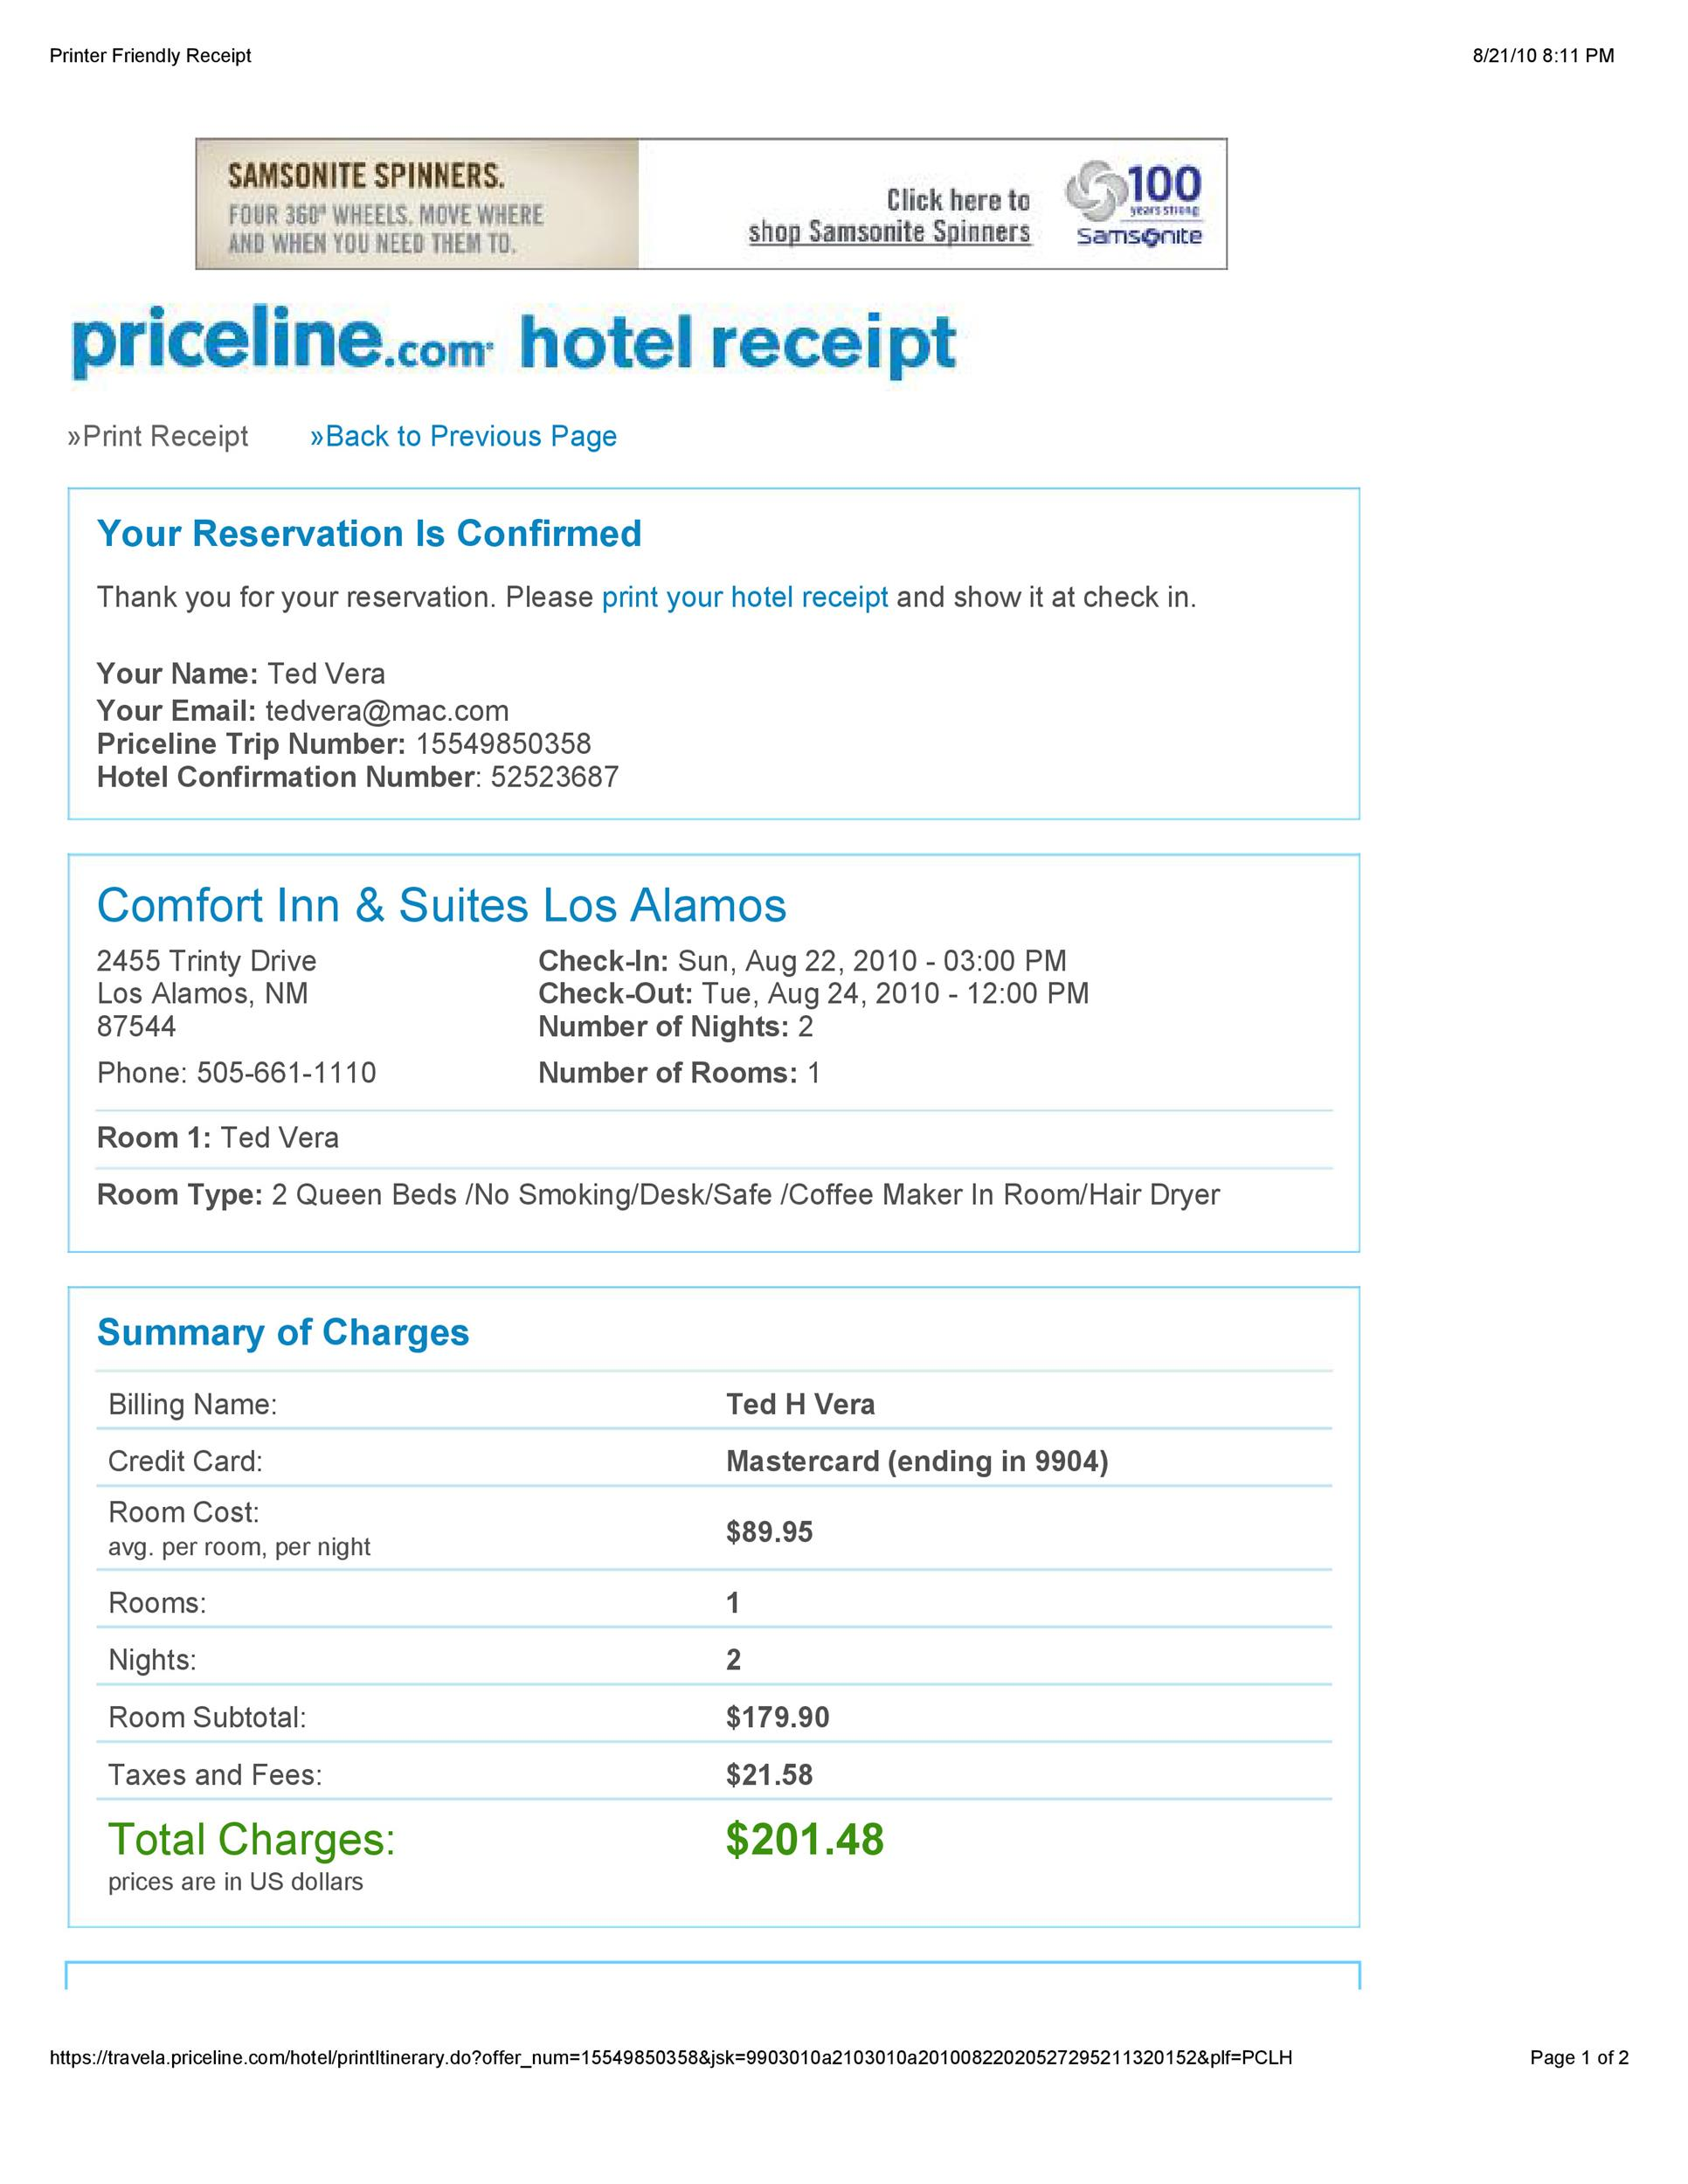 Printer Friendly Receipt 8/21/10 8:11 PM
SAMSONITE SPINNERS.
FOUR 360° WHEELS. MOVE WHERE
AND WHEN YOU NEED THEM TO.
Click here to
shop Samsonite Spinners
100
years strong
Samsonite
priceline.com hotel receipt
»Print Receipt »Back to Previous Page
Your Reservation Is Confirmed
Thank you for your reservation. Please print your hotel receipt and show it at check in.
Your Name: Ted Vera
Your Email: tedvera@mac.com
Priceline Trip Number: 15549850358
Hotel Confirmation Number: 52523687
Comfort Inn & Suites Los Alamos
2455 Trinty Drive
Los Alamos, NM
87544
Phone: 505-661-1110
Check-In: Sun, Aug 22, 2010 - 03:00 PM
Check-Out: Tue, Aug 24, 2010 - 12:00 PM
Number of Nights: 2
Number of Rooms: 1
Room 1: Ted Vera
Room Type: 2 Queen Beds /No Smoking/Desk/Safe /Coffee Maker In Room/Hair Dryer
Summary of Charges
Billing Name: Ted H Vera
Credit Card: Mastercard (ending in 9904)
Room Cost:
avg. per room, per night $89.95
Rooms: 1
Nights: 2
Room Subtotal: $179.90
Taxes and Fees: $21.58
Total Charges: $201.48
prices are in US dollars
https://travela.priceline.com/hotel/printItinerary.do?offer_num=15549850358&jsk=9903010a2103010a20100822020527295211320152&plf=PCLH Page 1 of 2